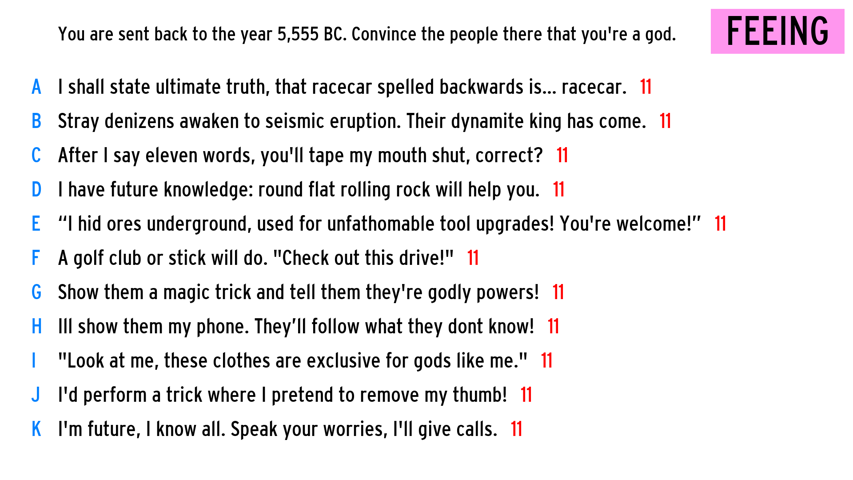 You are sent back to the year 5,555 BC. Convince the people there that you're a god.
FEEING
A I shall state ultimate truth, that racecar spelled backwards is... racecar. 11
B Stray denizens awaken to seismic eruption. Their dynamite king has come. 11
C After I say eleven words, you'll tape my mouth shut, correct? 11
D I have future knowledge: round flat rolling rock will help you. 11
E “I hid ores underground, used for unfathomable tool upgrades! You're welcome!” 11
F A golf club or stick will do. "Check out this drive!" 11
G Show them a magic trick and tell them they're godly powers! 11
H Ill show them my phone. They’ll follow what they dont know! 11
I "Look at me, these clothes are exclusive for gods like me." 11
J I'd perform a trick where I pretend to remove my thumb! 11
K I'm future, I know all. Speak your worries, I'll give calls. 11